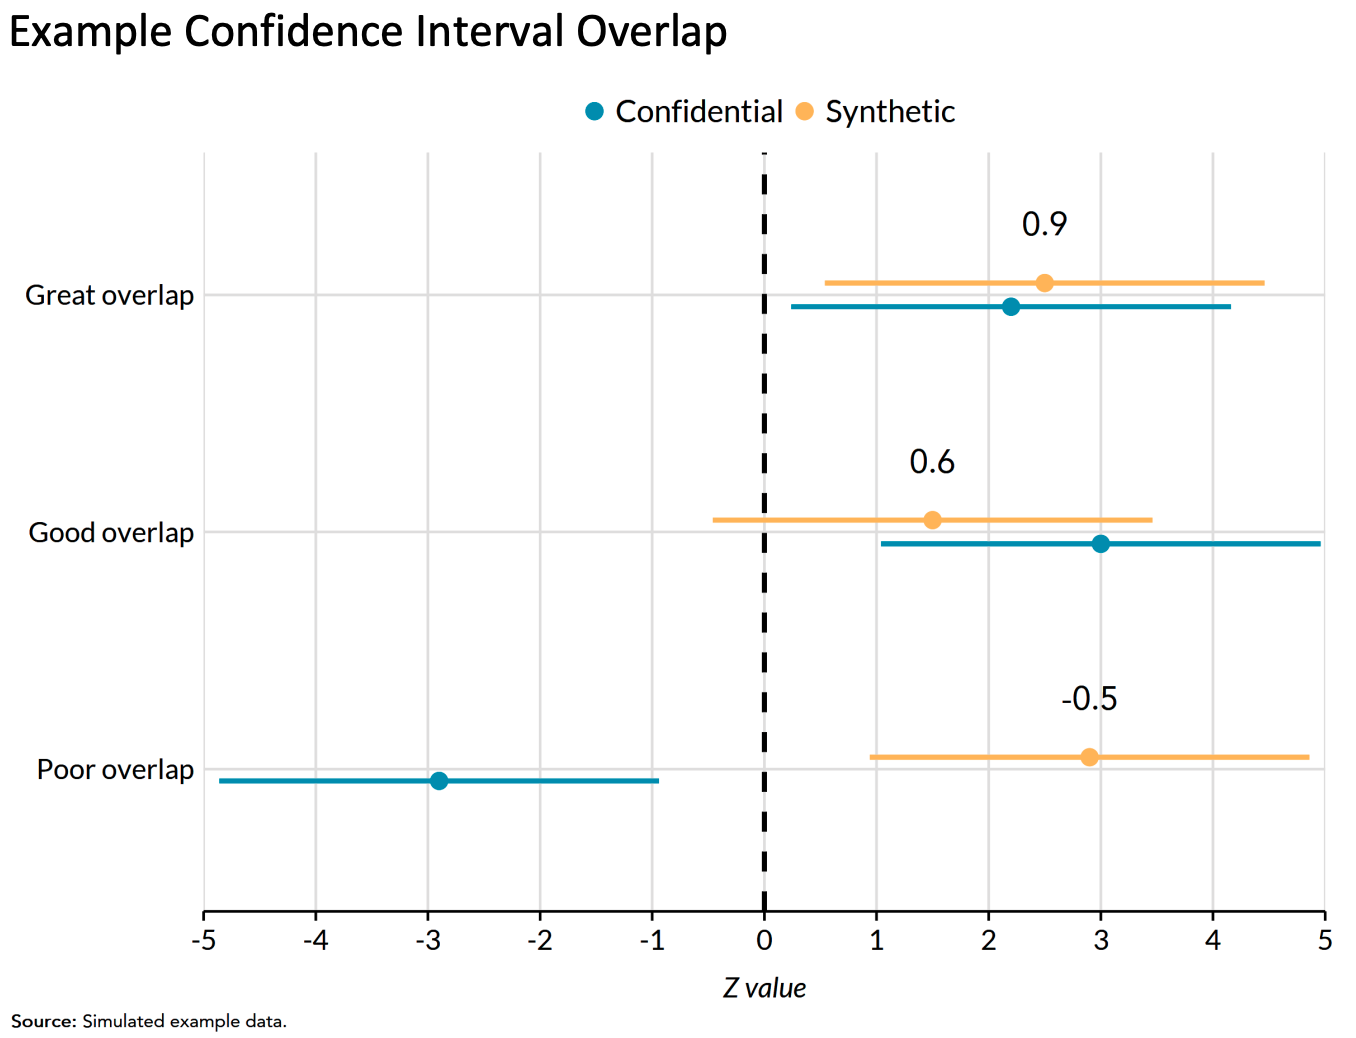 Example Confidence Interval Overlap
Confidential Synthetic
0.9
Great overlap
0.6
Good overlap
-0.5
Poor overlap
-5 -4 -3 -2 -1 0 1 2 3 4 5
Z value
Source: Simulated example data.